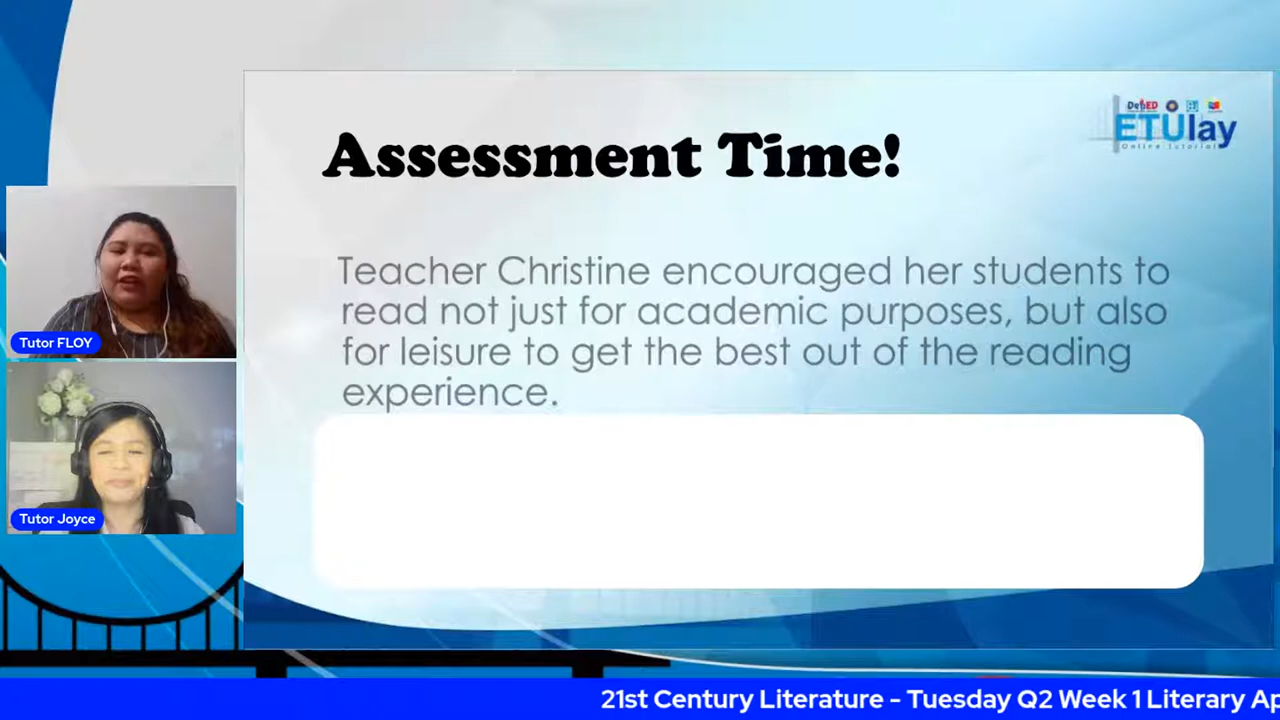 Assessment Time!
DepED
ETUlay
Online Tutorial
Teacher Christine encouraged her students to
read not just for academic purposes, but also
for leisure to get the best out of the reading
experience.
Tutor FLOY
Tutor Joyce
21st Century Literature - Tuesday Q2 Week 1 Literary Ap